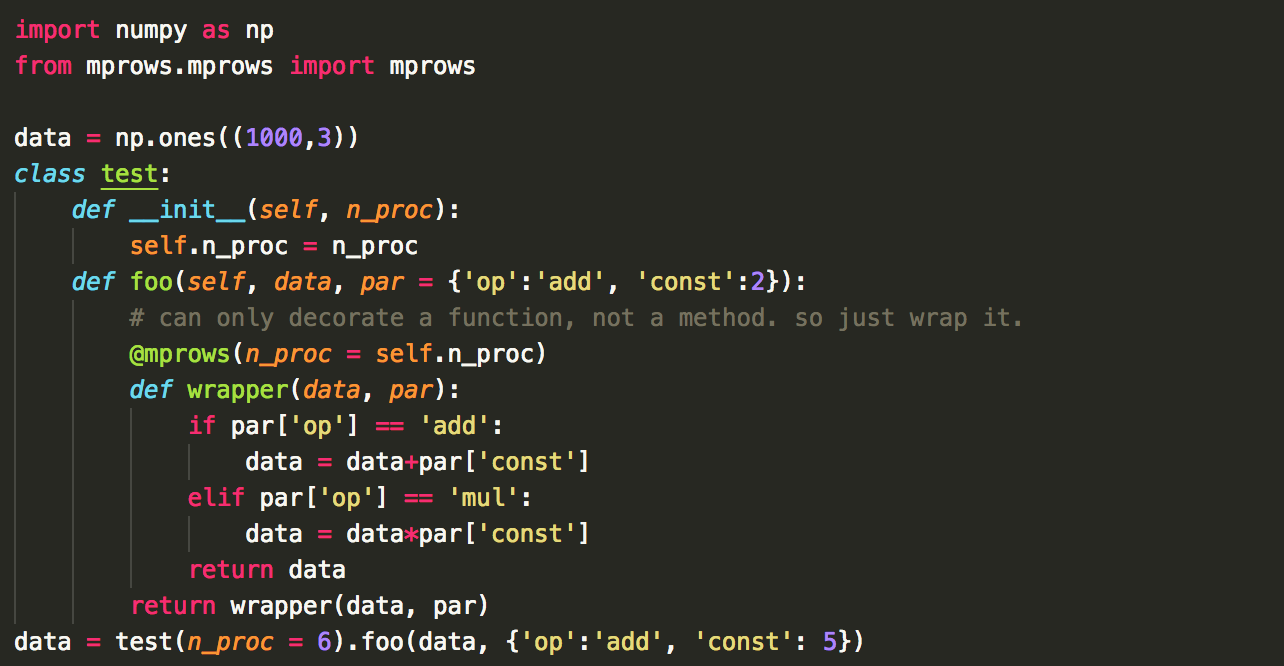 import numpy as np
from mprows.mprows import mprows

data = np.ones((1000,3))
class test:
    def __init__(self, n_proc):
        self.n_proc = n_proc
    def foo(self, data, par = {'op':'add', 'const':2}):
        # can only decorate a function, not a method. so just wrap it.
        @mprows(n_proc = self.n_proc)
        def wrapper(data, par):
            if par['op'] == 'add':
                data = data+par['const']
            elif par['op'] == 'mul':
                data = data*par['const']
            return data
        return wrapper(data, par)
data = test(n_proc = 6).foo(data, {'op':'add', 'const': 5})